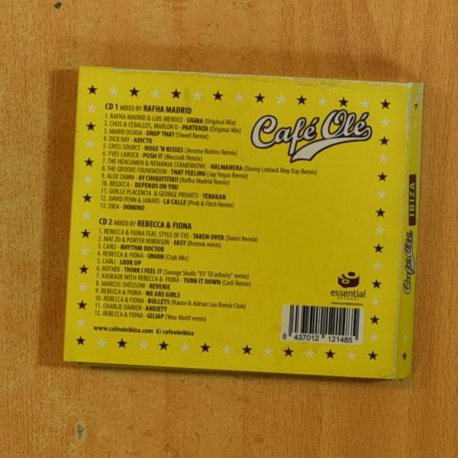 CD 1 MIXED BY RAFHA MADRID
1. RAFHA MADRID & LUIS MENDEZ - SIGMA (Original Mix)
2. CHUS & CEBALLOS, MARLON D - PARTENZA (Original Mix)
3. MARIO OCHOA - DROP THAT (Siwell Remix)
4. DICK RAY - ADICTO
5. CRISS SOURCE - HUGS 'N KISSES (Jerome Robins Remix)
6. YVES LAROCK - PUSH IT (Mozzaik Remix)
7. THE HENCHMEN & NEMANJA STAMENKOVIC - HALMAHERA (Danny Leblack May Day Remix)
8. THE GROOVE FOUNDATION - THAT FEELING (Jay Vegas Remix)
9. ALEX ZAMM - AY CHIQUITITA!! (Rafha Madrid Remix)
10. BELOCCA - DEPENDS ON YOU
11. GUILLE PLACENCIA & GEORGE PRIVATTI - TEBAKAN
12. DAVID PENN & JABATO - LA CALLE (Prok & Fitch Remix)
13. OIBA - DOMINO
CD 2 MIXED BY REBECCA & FIONA
1. REBECCA & FIONA FEAT. STYLE OF EYE - TAKEN OVER (Dateri Remix)
2. MAT ZO & PORTER ROBINSON - EASY (Botnek remix)
3. CARLI - RHYTHM DOCTOR
4. REBECCA & FIONA - UNION (Club Mix)
5. CARLI - LOOK UP
6. BOTNEK - THINK I FEEL IT (Savage Skulls "93' Til Infinity" remix)
7. KASKADE WITH REBECCA & FIONA - TURN IT DOWN (Carli Remix)
8. MARCUS SHÖSSOW - REVERIE
9. REBECCA & FIONA - WE ARE GIRLS
10. REBECCA & FIONA - BULLETS (Hause & Adrian Lux Remix Club)
11. CHARLIE DARKER - ANXIETY
12. REBECCA & FIONA - GILIAP (Wax Motif remix)
www.cafeoleibiza.com cafeoleibiza
Café Olé
essential
RECORDS
8 437012 121485
Café Olé IBIZA